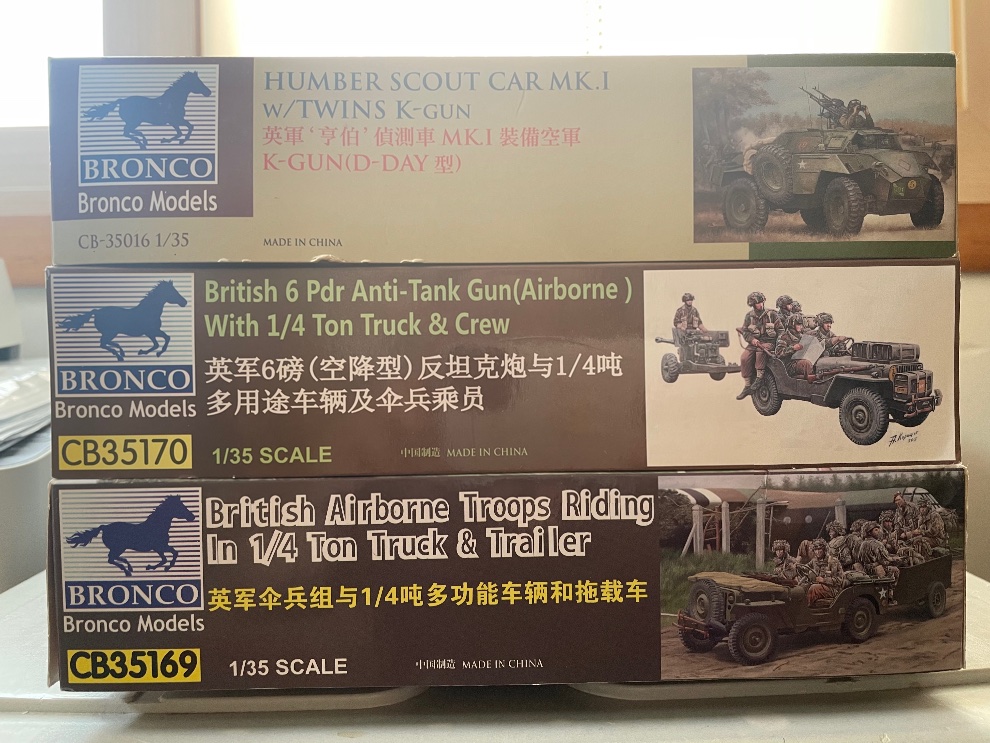 BRONCO
Bronco Models
CB-35016 1/35
HUMBER SCOUT CAR MK.I
W/TWINS K-GUN
英軍‘亨伯’偵測車 MK.I 裝備空軍
K-GUN(D-DAY 型)
MADE IN CHINA
BRONCO
Bronco Models
CB35170
British 6 Pdr Anti-Tank Gun(Airborne )
With 1/4 Ton Truck & Crew
英军6磅(空降型)反坦克炮与1/4吨
多用途车辆及伞兵乘员
1/35 SCALE
中国制造 MADE IN CHINA
BRONCO
Bronco Models
CB35169
British Airborne Troops Riding
In 1/4 Ton Truck & Trailer
英军伞兵组与1/4吨多功能车辆和拖载车
1/35 SCALE
中国制造 MADE IN CHINA